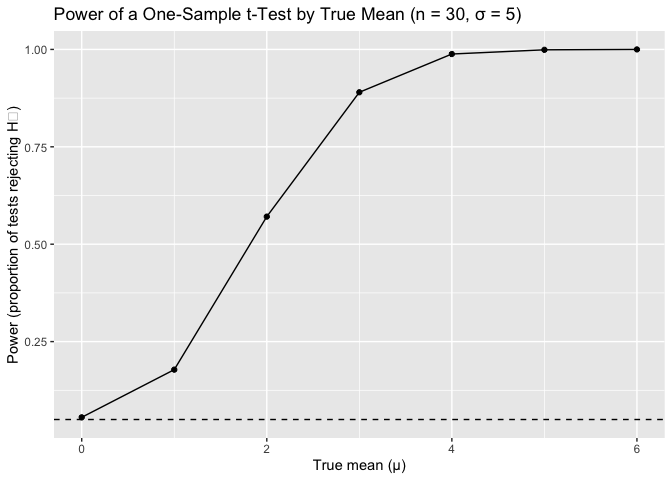 Power of a One-Sample t-Test by True Mean (n = 30, σ = 5)
Power (proportion of tests rejecting H□)
1.00
0.75
0.50
0.25
0
2
4
6
True mean (μ)